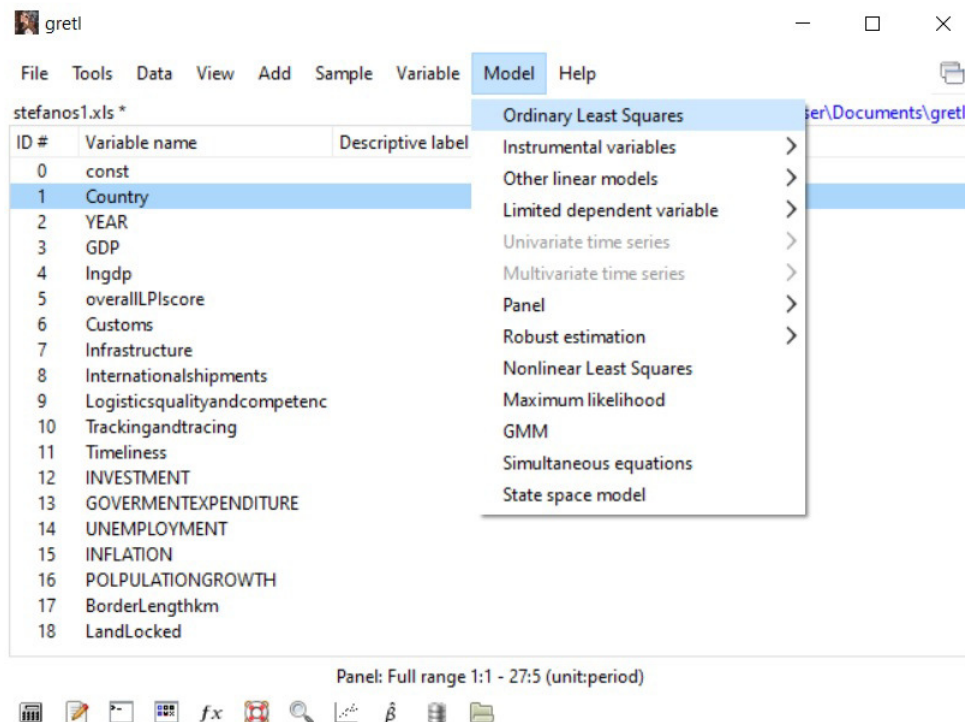 gretl
File Tools Data View Add Sample Variable Model Help
stefanos1.xls *
ser\Documents\gretl
ID # Variable name Descriptive label
0 const
1 Country
2 YEAR
3 GDP
4 lngdp
5 overallLPIscore
6 Customs
7 Infrastructure
8 Internationalshipments
9 Logisticsqualityandcompetenc
10 Trackingandtracing
11 Timeliness
12 INVESTMENT
13 GOVERMENTEXPENDITURE
14 UNEMPLOYMENT
15 INFLATION
16 POLPULATIONGROWTH
17 BorderLengthkm
18 LandLocked
Ordinary Least Squares
Instrumental variables
Other linear models
Limited dependent variable
Univariate time series
Multivariate time series
Panel
Robust estimation
Nonlinear Least Squares
Maximum likelihood
GMM
Simultaneous equations
State space model
Panel: Full range 1:1 - 27:5 (unit:period)
fx β̂